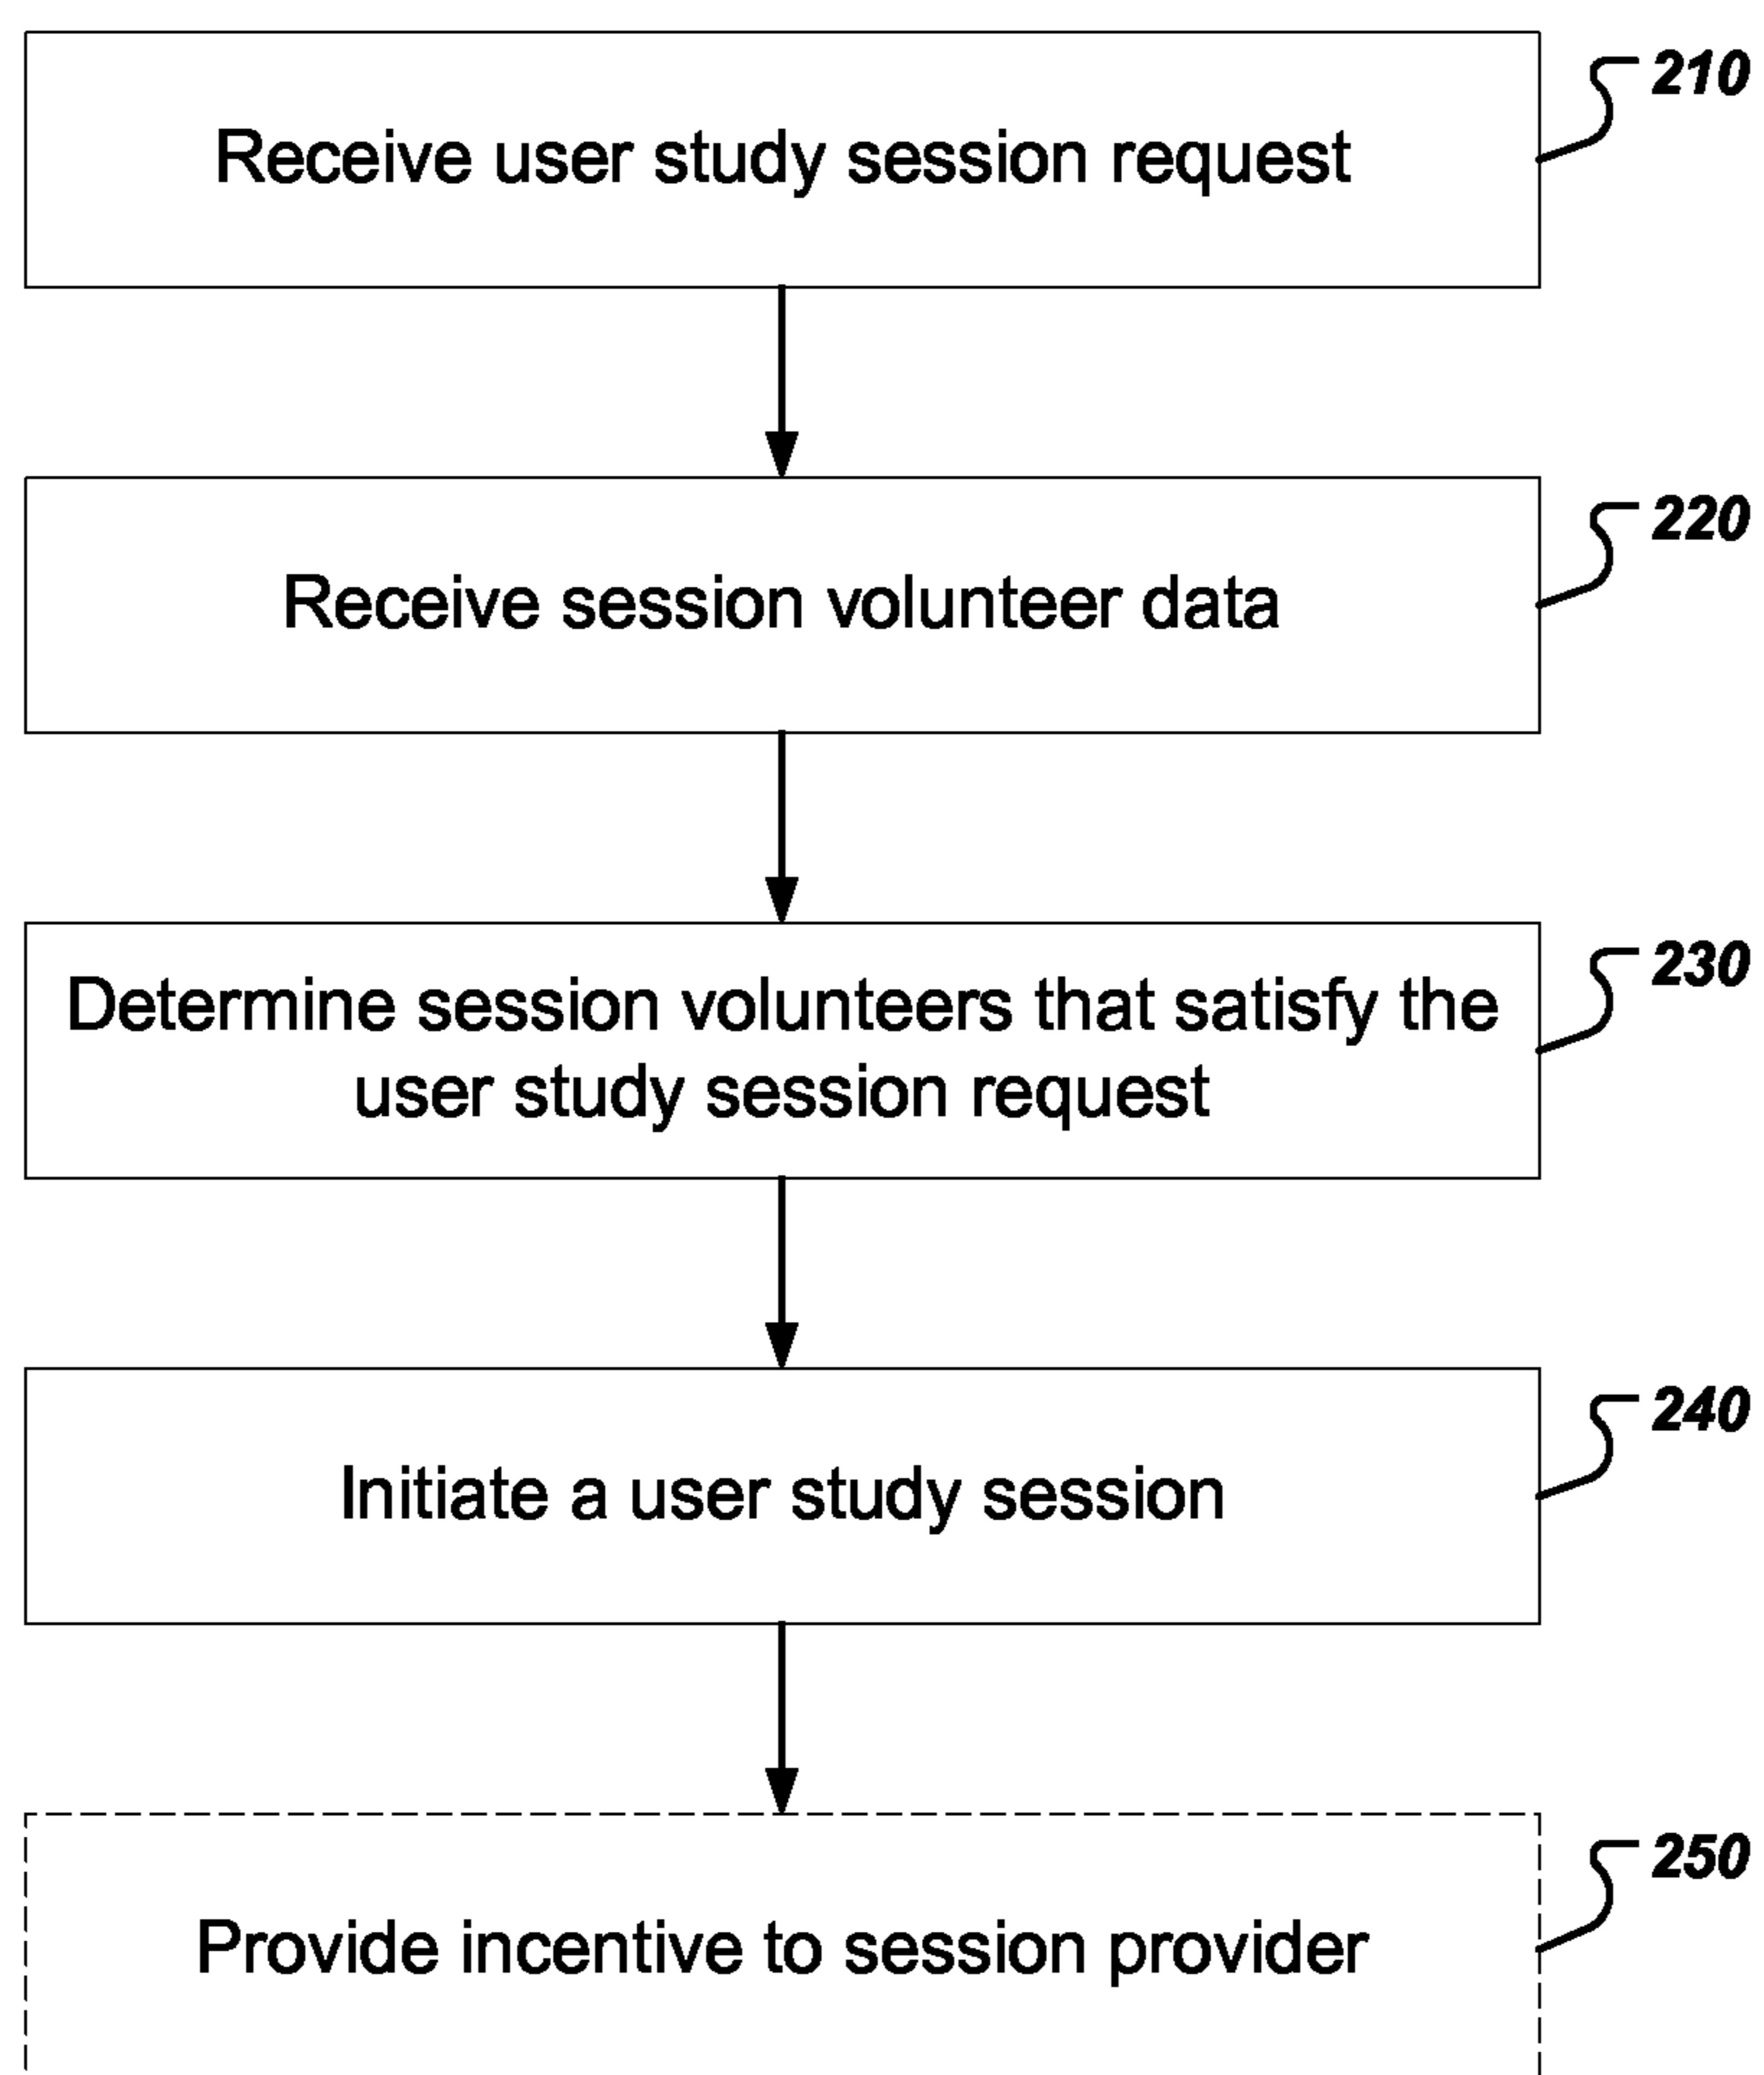 Receive user study session request
210
Receive session volunteer data
220
Determine session volunteers that satisfy the
user study session request
230
Initiate a user study session
240
Provide incentive to session provider
250